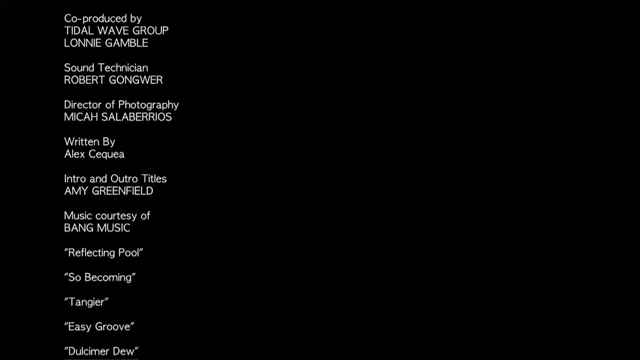 Co-produced by
TIDAL WAVE GROUP
LONNIE GAMBLE
Sound Technician
ROBERT GONGWER
Director of Photography
MICAH SALABERRIOS
Written By
Alex Cequea
Intro and Outro Titles
AMY GREENFIELD
Music courtesy of
BANG MUSIC
"Reflecting Pool"
"So Becoming"
"Tangier"
"Easy Groove"
"Dulcimer Dew"